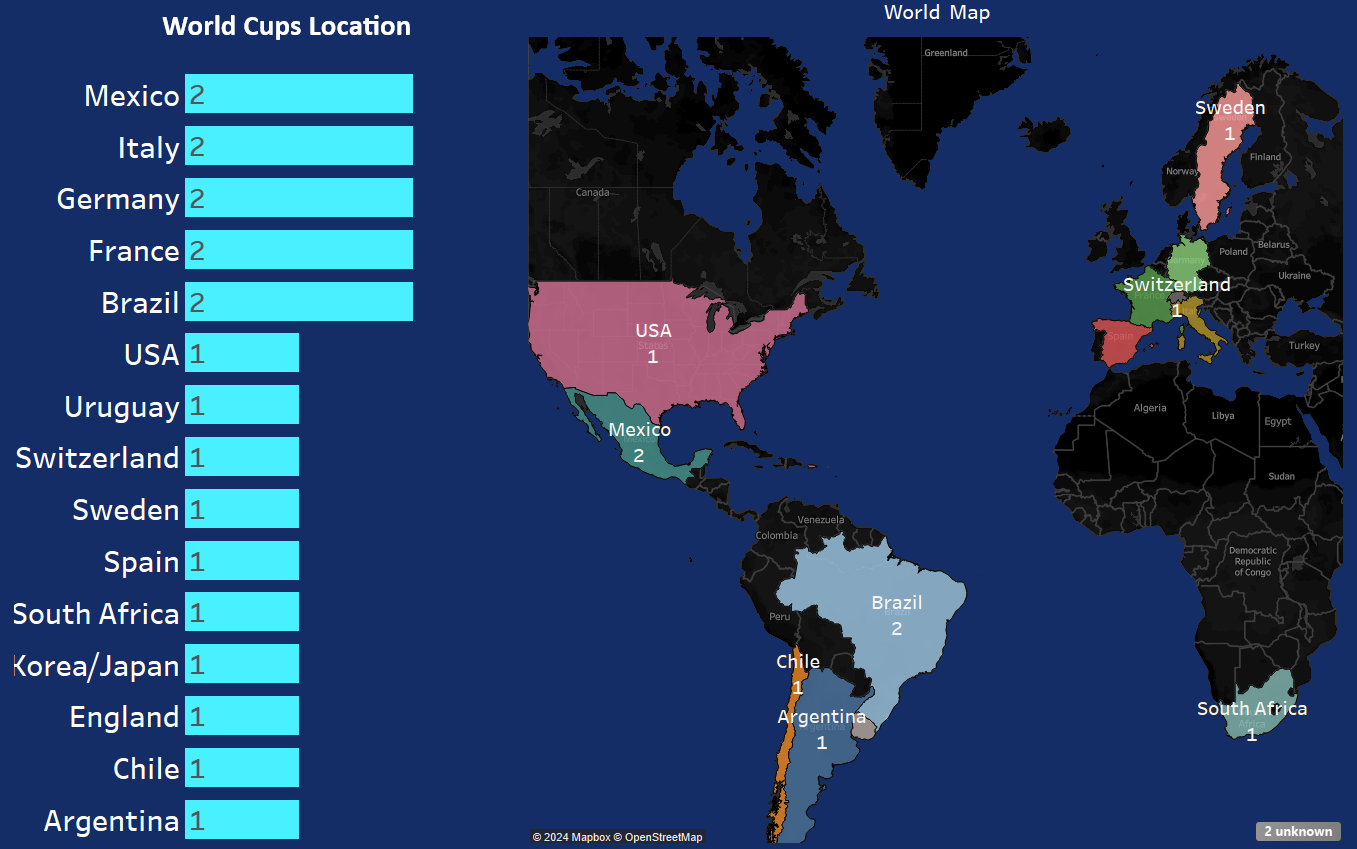 World Cups Location
Mexico 2
Italy 2
Germany 2
France 2
Brazil 2
USA 1
Uruguay 1
Switzerland 1
Sweden 1
Spain 1
South Africa 1
Korea/Japan 1
England 1
Chile 1
Argentina 1
World Map
Greenland
Canada
USA
1
States
Mexico
2
Venezuela
Colombia
Peru
Brazil
2
Chile
1
Argentina
1
Sweden
1
Finland
Norway
Poland
Belarus
Germany
Ukraine
Switzerland
1
France
Spain
Turkey
Algeria
Libya
Egypt
Sudan
Democratic
Republic
of Congo
South Africa
1
Africa
© 2024 Mapbox © OpenStreetMap
2 unknown